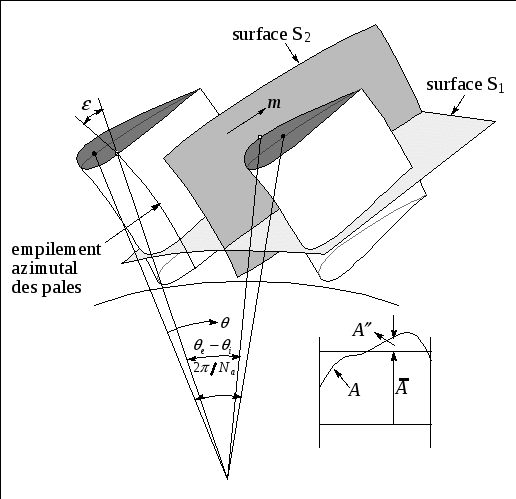 surface S₂
surface S₁
m
ε
empilement
azimutal
des pales
θ
θₑ – θᵢ
2π/Nₐ
A″
A
A̅